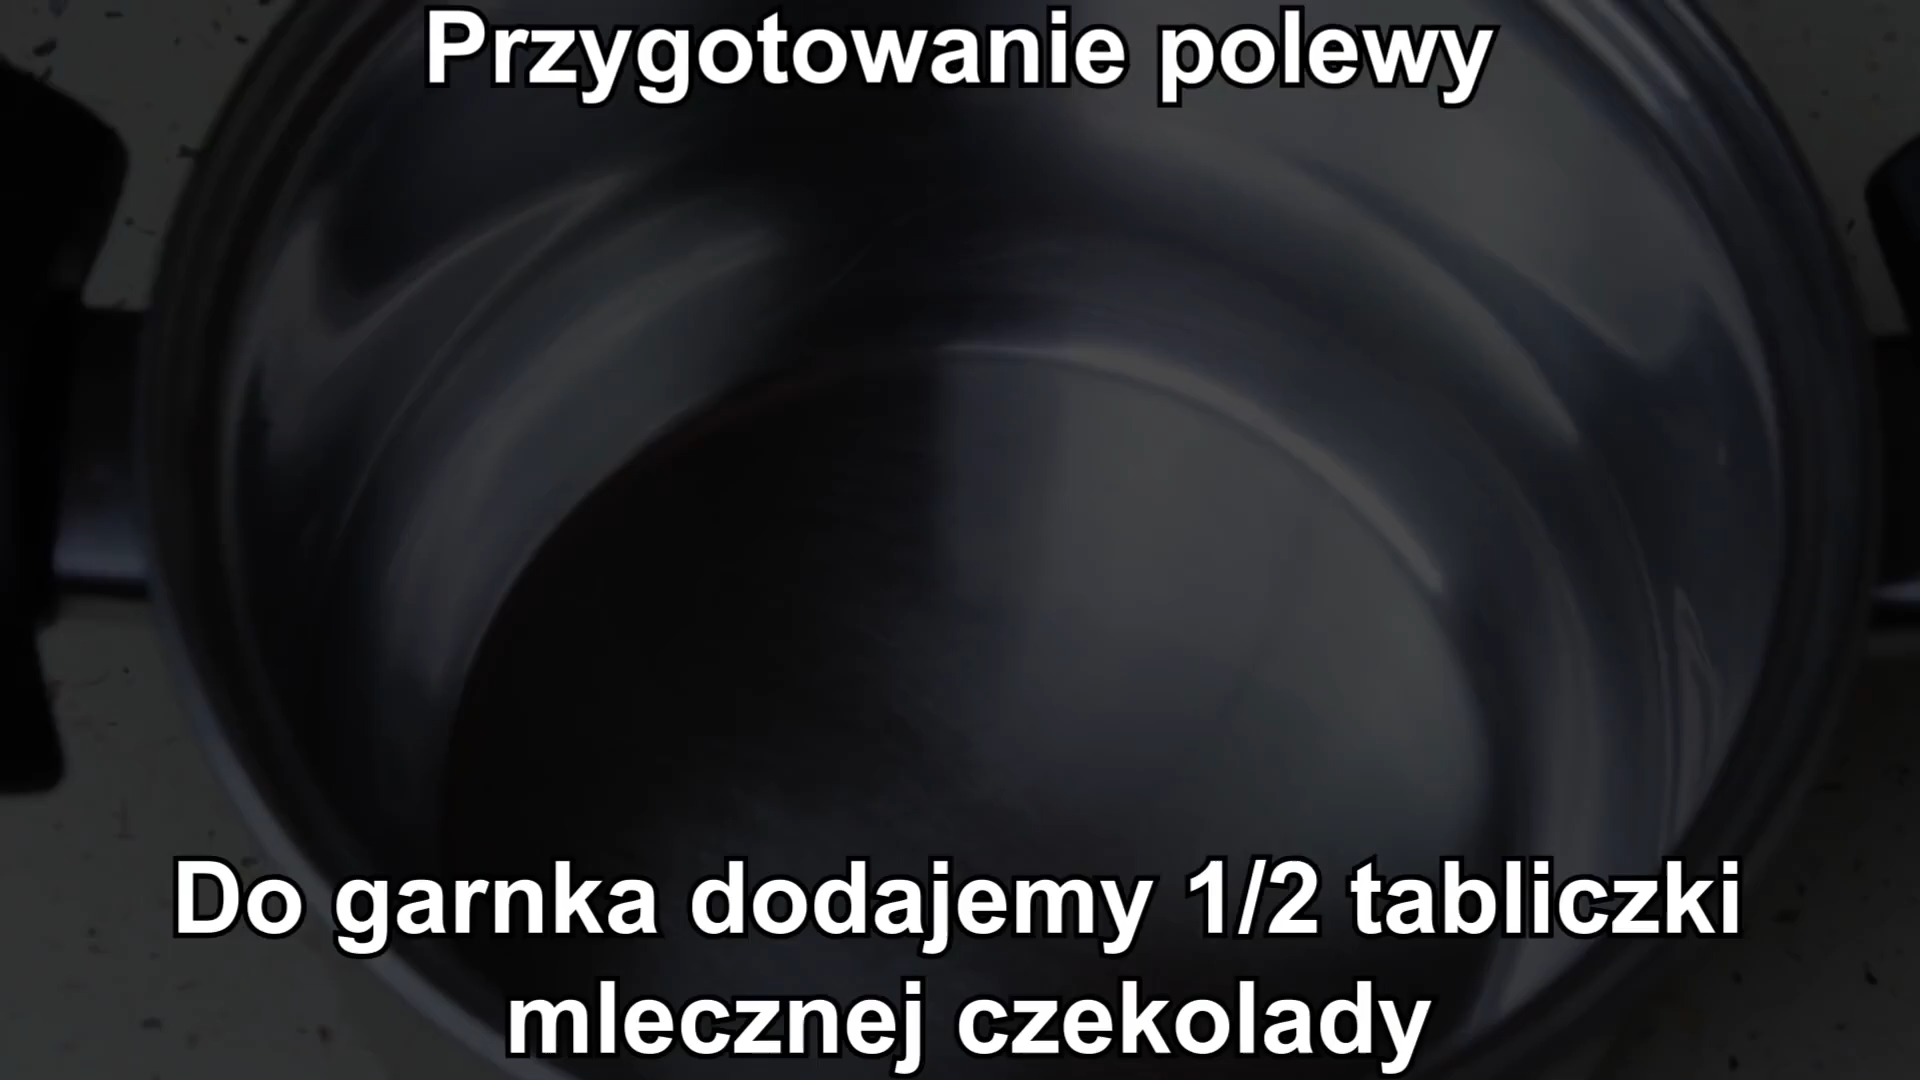 Przygotowanie polewy
Do garnka dodajemy 1/2 tabliczki
mlecznej czekolady